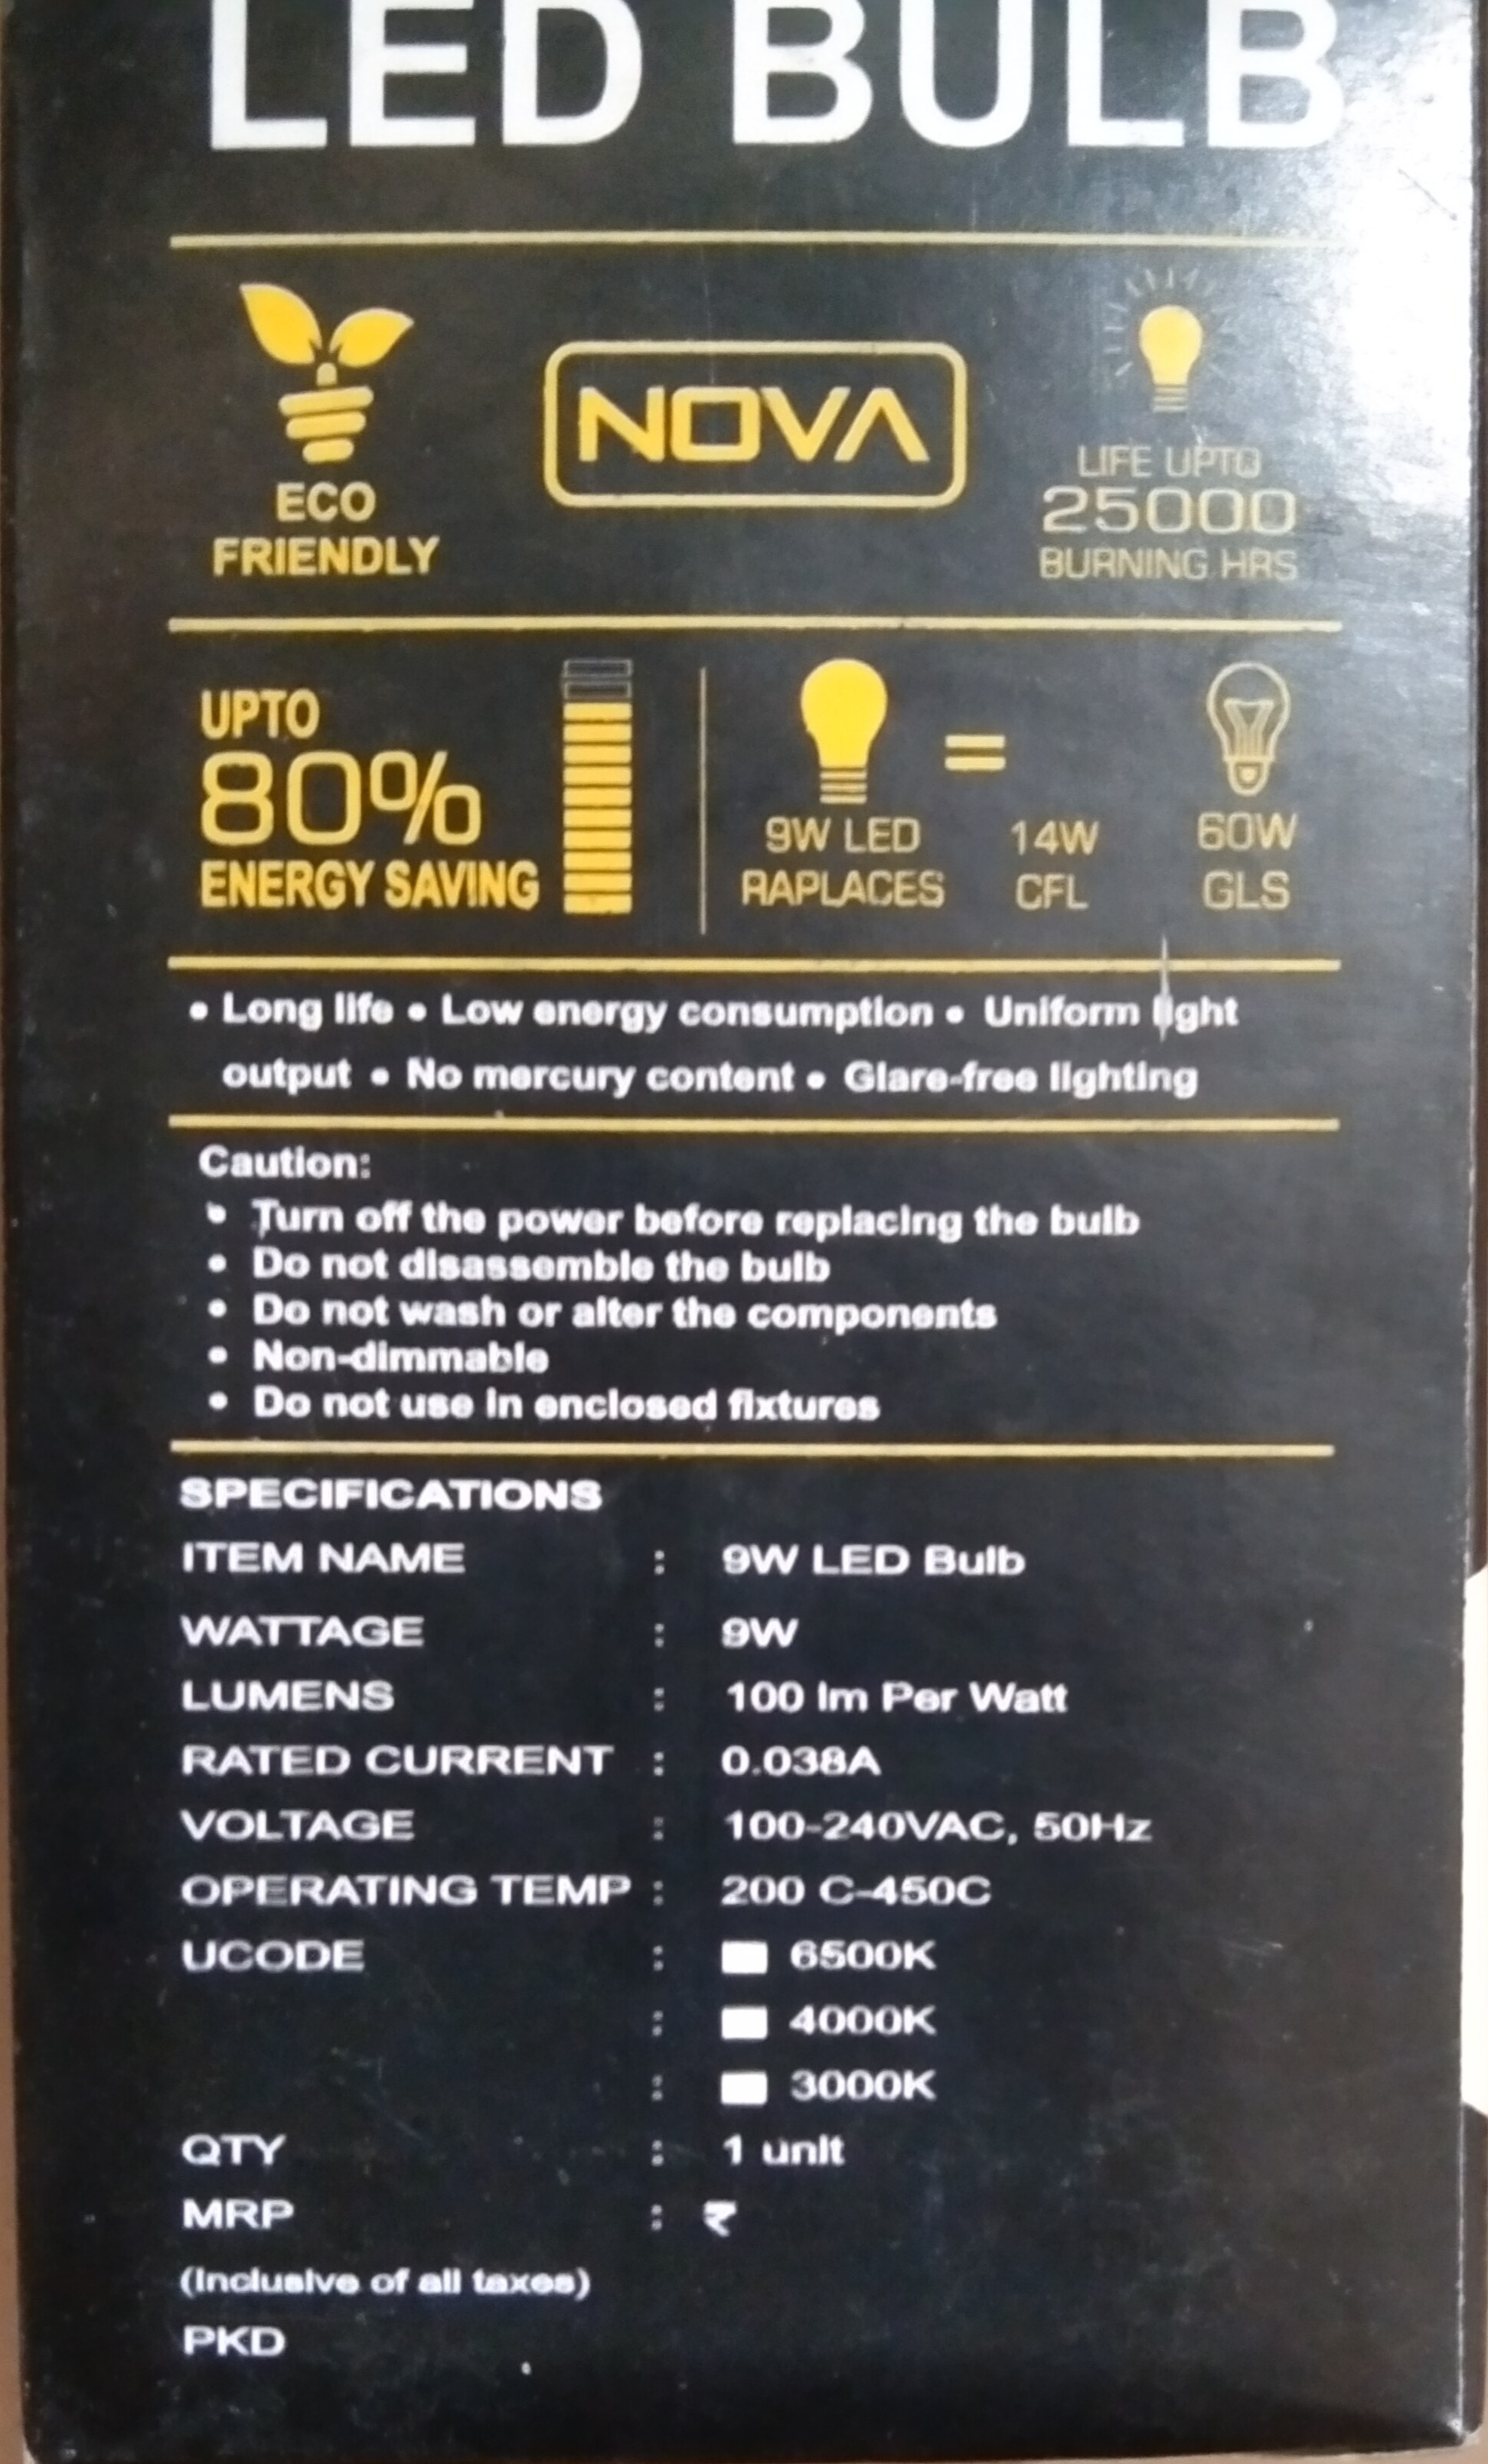 LED BULB
ECO
FRIENDLY
NOVA
LIFE UPTO
25000
BURNING HRS
UPTO
80%
ENERGY SAVING
9W LED
RAPLACES
=
14W
CFL
60W
GLS
• Long life • Low energy consumption • Uniform light
output • No mercury content • Glare-free lighting
Caution:
• Turn off the power before replacing the bulb
• Do not disassemble the bulb
• Do not wash or alter the components
• Non-dimmable
• Do not use in enclosed fixtures
SPECIFICATIONS
ITEM NAME : 9W LED Bulb
WATTAGE : 9W
LUMENS : 100 lm Per Watt
RATED CURRENT : 0.038A
VOLTAGE : 100-240VAC, 50Hz
OPERATING TEMP : 200 C-450C
UCODE : 6500K
: 4000K
: 3000K
QTY : 1 unit
MRP : ₹
(Inclusive of all taxes)
PKD